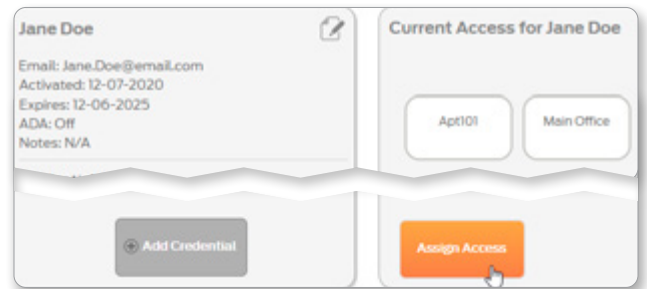 Jane Doe
Email: Jane.Doe@email.com
Activated: 12-07-2020
Expires: 12-06-2025
ADA: Off
Notes: N/A
Add Credential
Current Access for Jane Doe
Apt101
Main Office
Assign Access